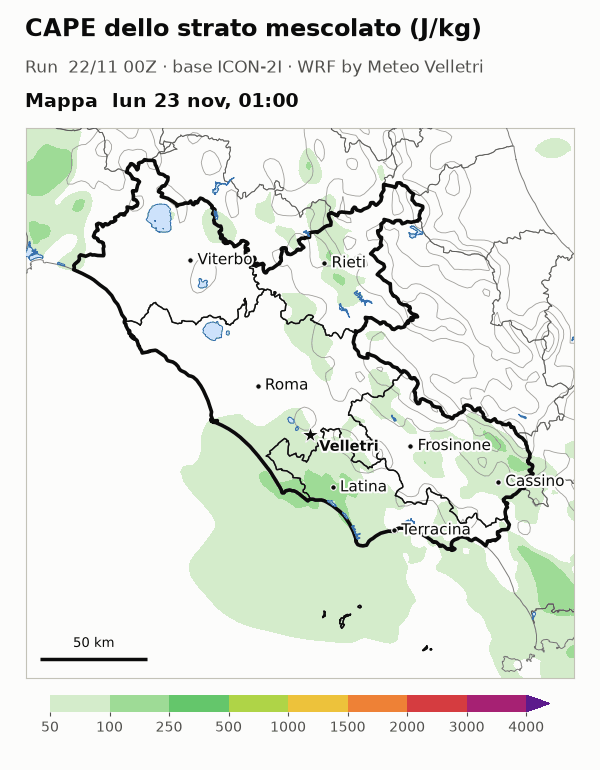 CAPE dello strato mescolato (J/kg)
Run  22/11 00Z · base ICON-2I · WRF by Meteo Velletri
Mappa  lun 23 nov, 01:00
Viterbo
Rieti
Roma
Velletri
Frosinone
Cassino
Latina
Terracina
50 km
50 100 250 500 1000 1500 2000 3000 4000